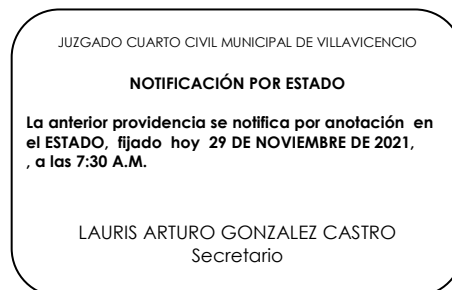 JUZGADO CUARTO CIVIL MUNICIPAL DE VILLAVICENCIO
NOTIFICACIÓN POR ESTADO
La anterior providencia se notifica por anotación en
el ESTADO, fijado hoy 29 DE NOVIEMBRE DE 2021,
, a las 7:30 A.M.
LAURIS ARTURO GONZALEZ CASTRO
Secretario